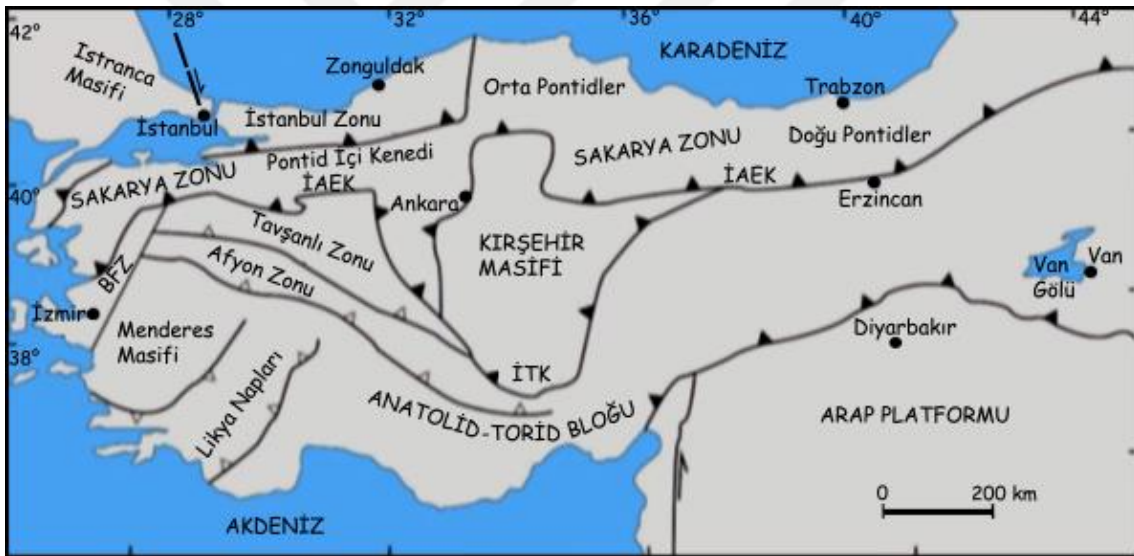 28°
32°
36°
40°
44°
42°
Istranca
Masifi
Zonguldak
KARADENİZ
Orta Pontidler
Trabzon
İstanbul
İstanbul Zonu
Doğu Pontidler
SAKARYA ZONU
Pontid İçi Kenedi
SAKARYA ZONU
İAEK
İAEK
40°
Ankara
Erzincan
Tavşanlı Zonu
KIRŞEHİR
MASİFİ
Afyon Zonu
BFZ
Van
Gölü
Van
İzmir
Menderes
Masifi
Diyarbakır
38°
İTK
Likya Napları
ANATOLİD-TORİD BLOĞU
ARAP PLATFORMU
0
200 km
AKDENİZ